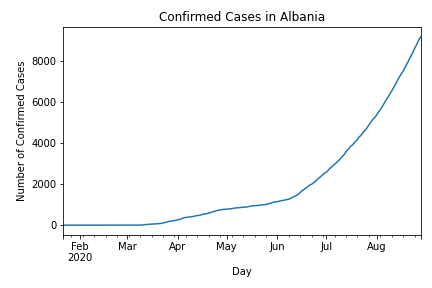 Confirmed Cases in Albania
Number of Confirmed Cases
8000
6000
4000
2000
0
Feb Mar Apr May Jun Jul Aug
2020
Day